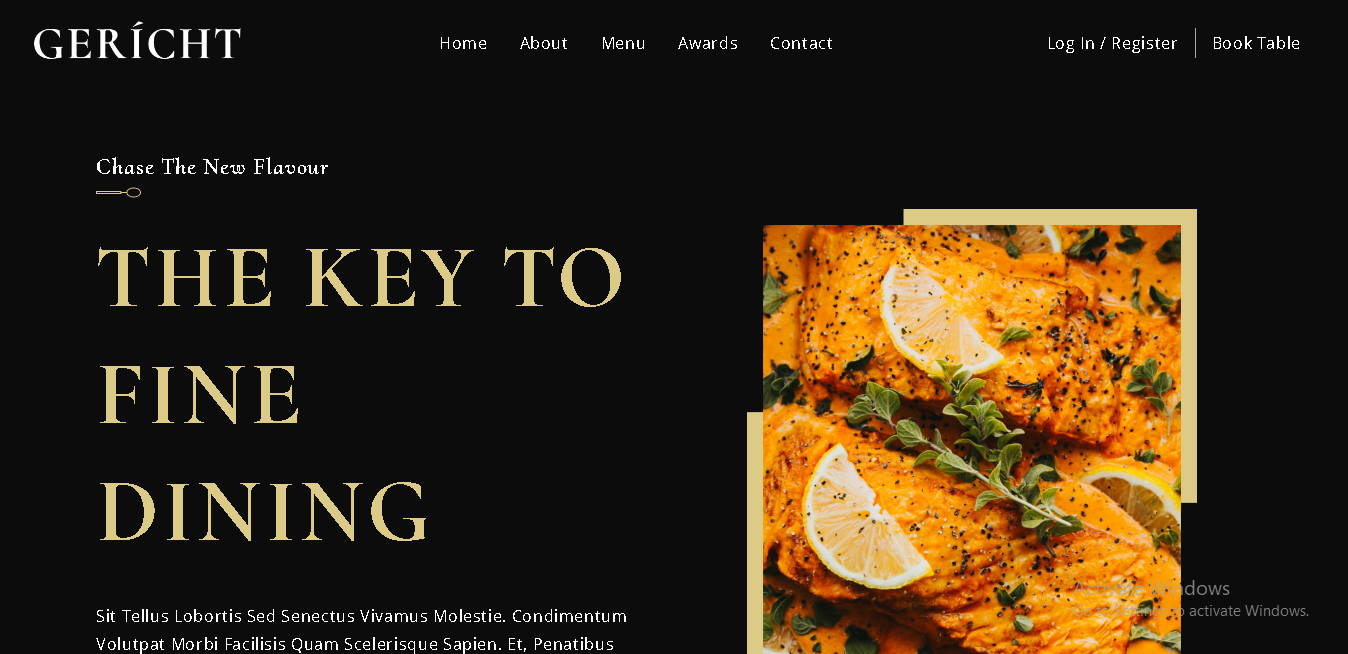 GERÍCHT
Home About Menu Awards Contact
Log In / Register Book Table
Chase The New Flavour
THE KEY TO
FINE
DINING
Sit Tellus Lobortis Sed Senectus Vivamus Molestie. Condimentum
Volutpat Morbi Facilisis Quam Scelerisque Sapien. Et, Penatibus
Activate Windows
Go to Settings to activate Windows.